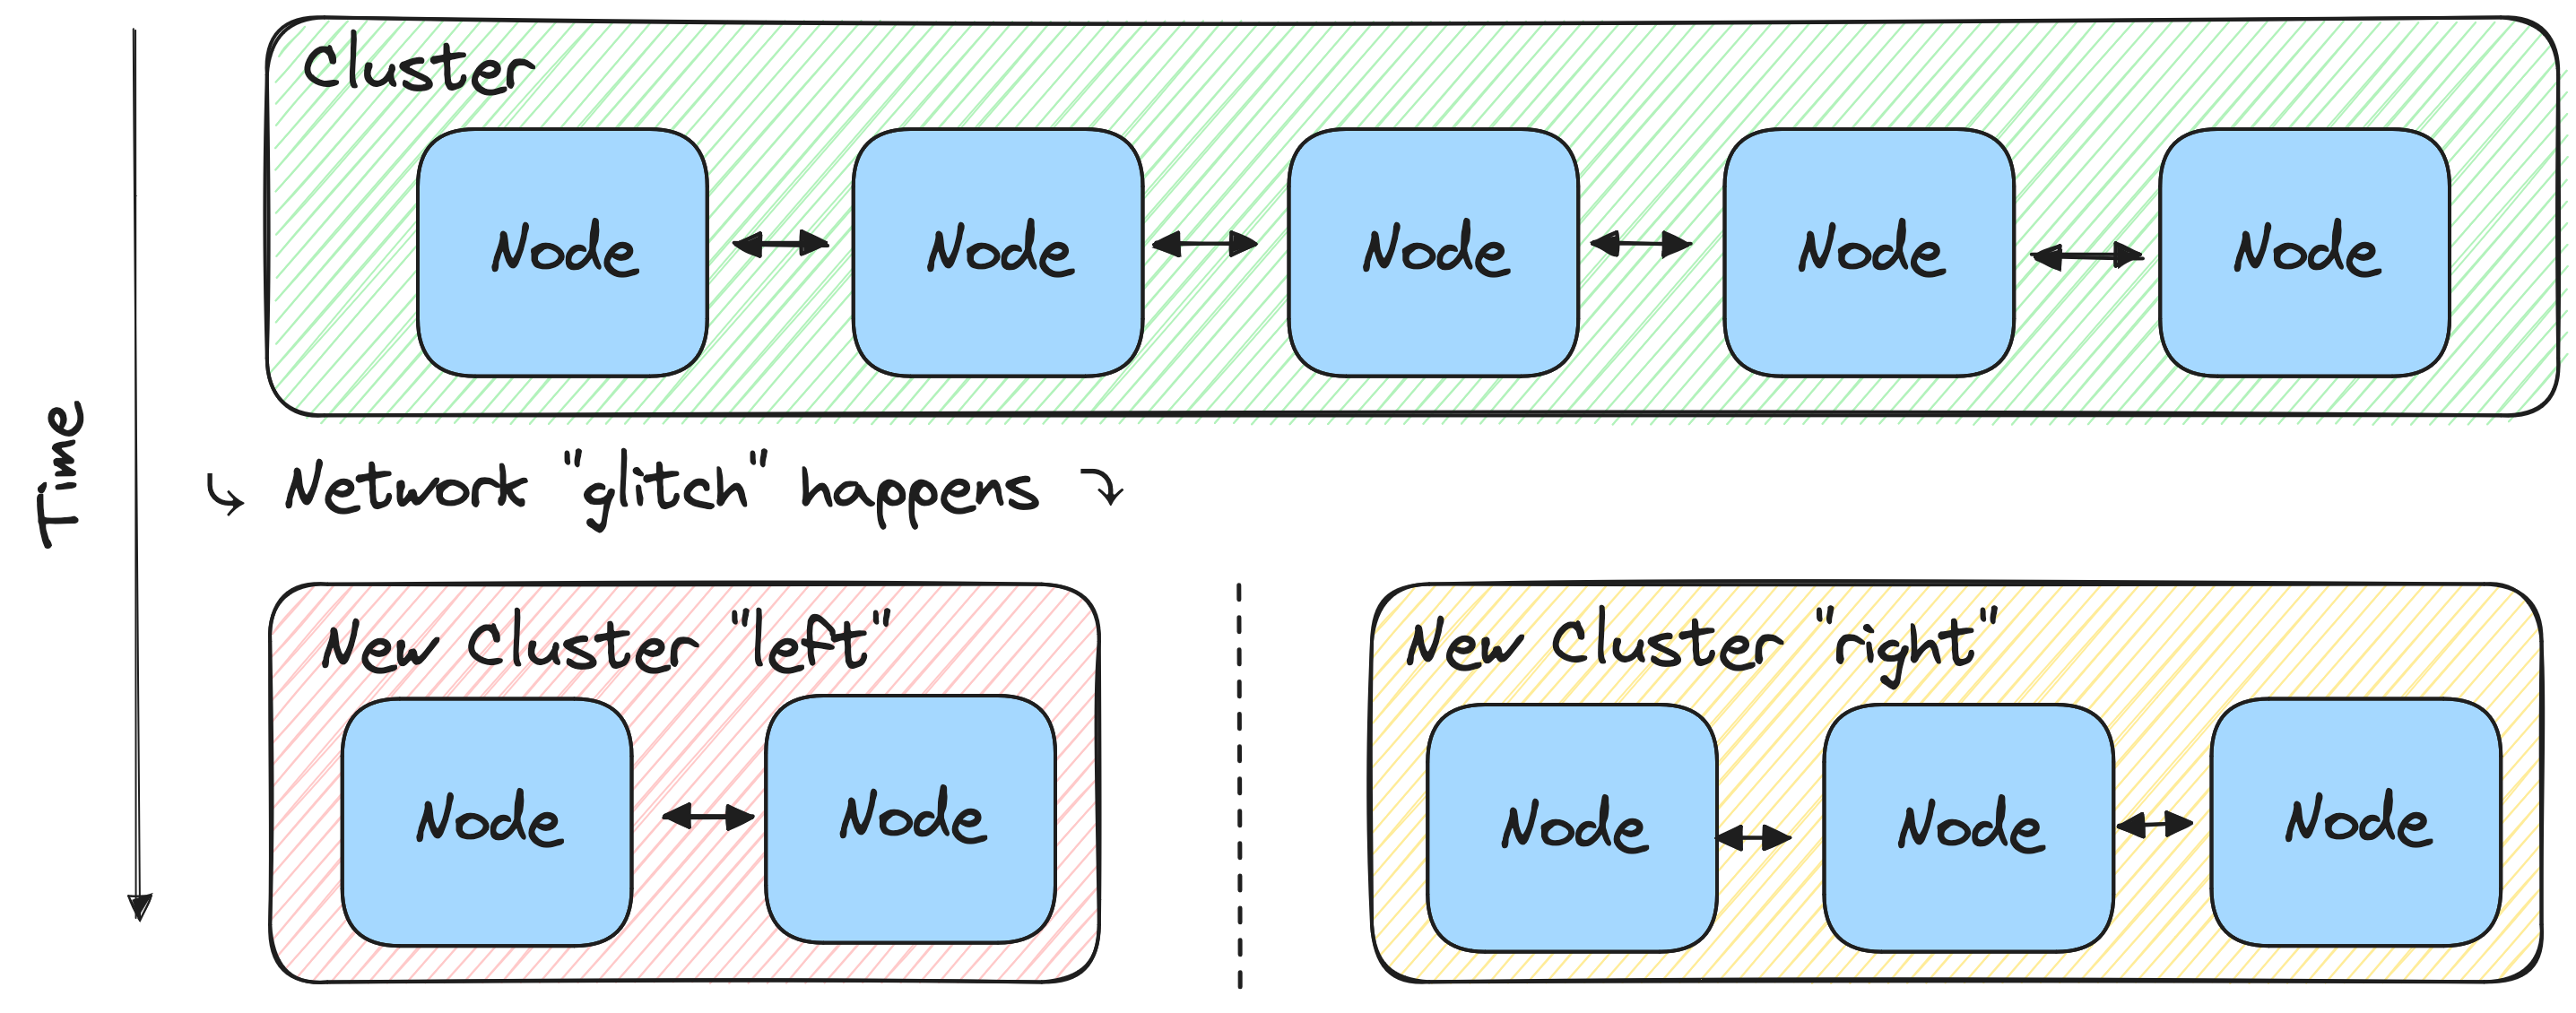 Cluster
Node Node Node Node Node
Time
Network "glitch" happens
New Cluster "left"
Node Node
New Cluster "right"
Node Node Node